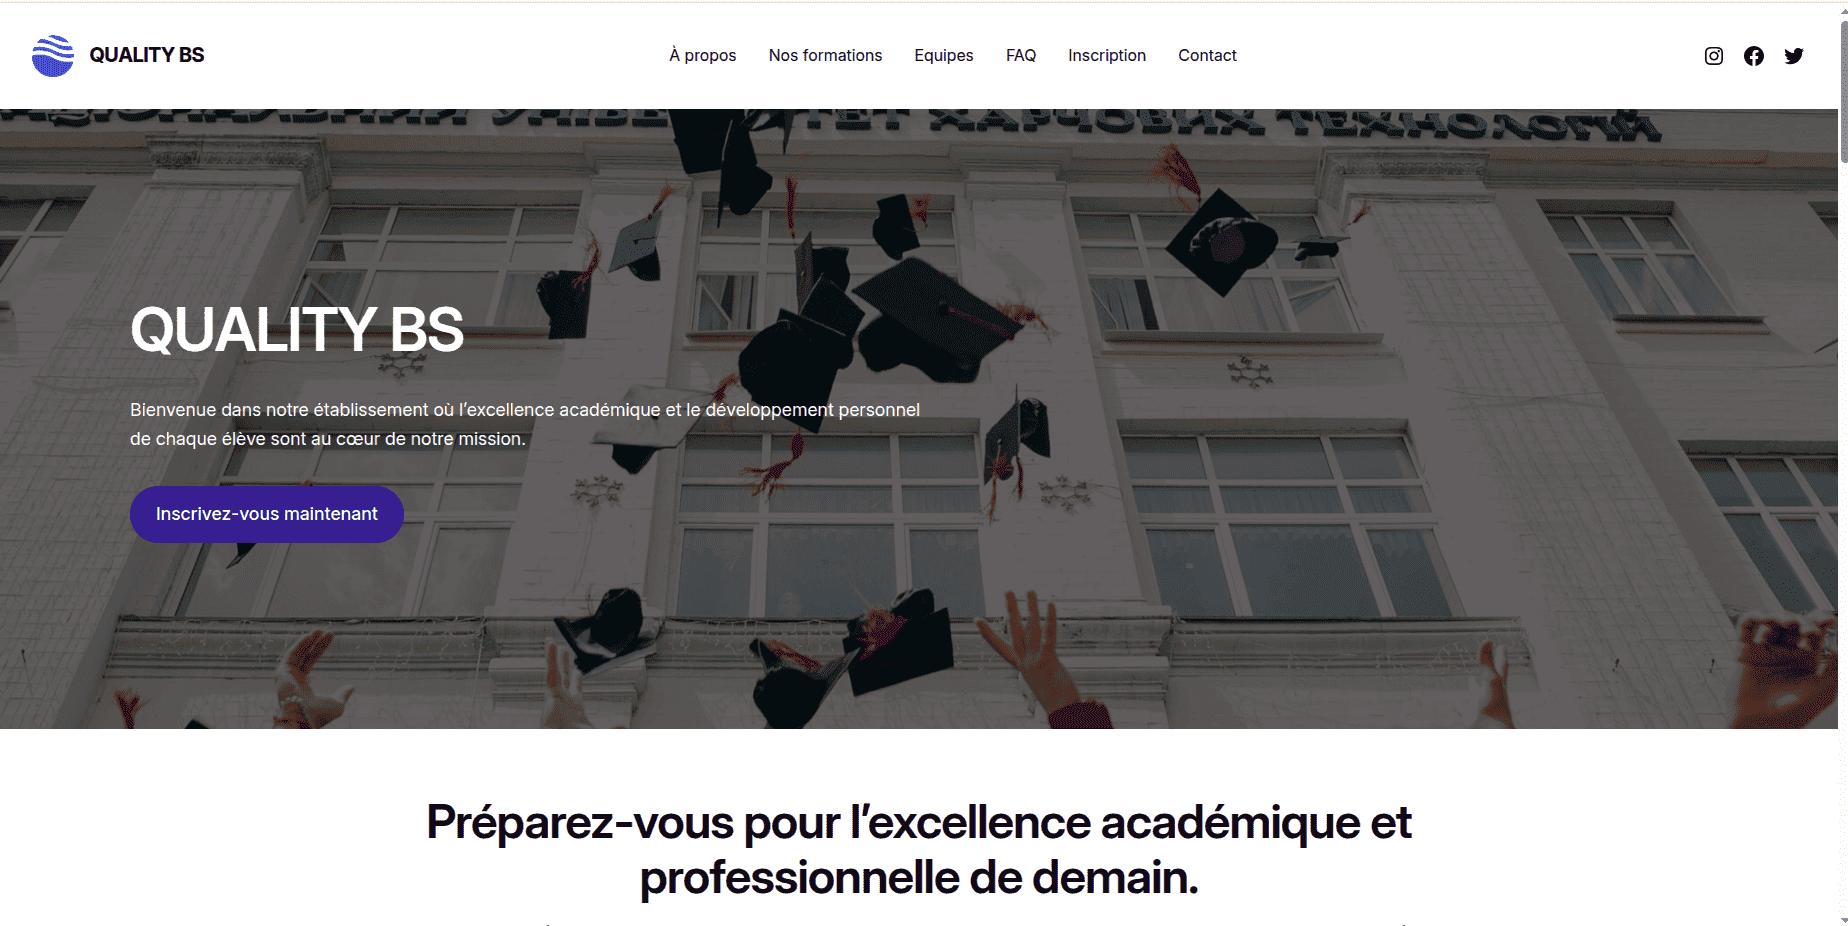 QUALITY BS
À propos
Nos formations
Equipes
FAQ
Inscription
Contact
ХАРЧОВИХ ТЕХНОЛОГІЙ
QUALITY BS
Bienvenue dans notre établissement où l’excellence académique et le développement personnel
de chaque élève sont au cœur de notre mission.
Inscrivez-vous maintenant
Préparez-vous pour l’excellence académique et
professionnelle de demain.